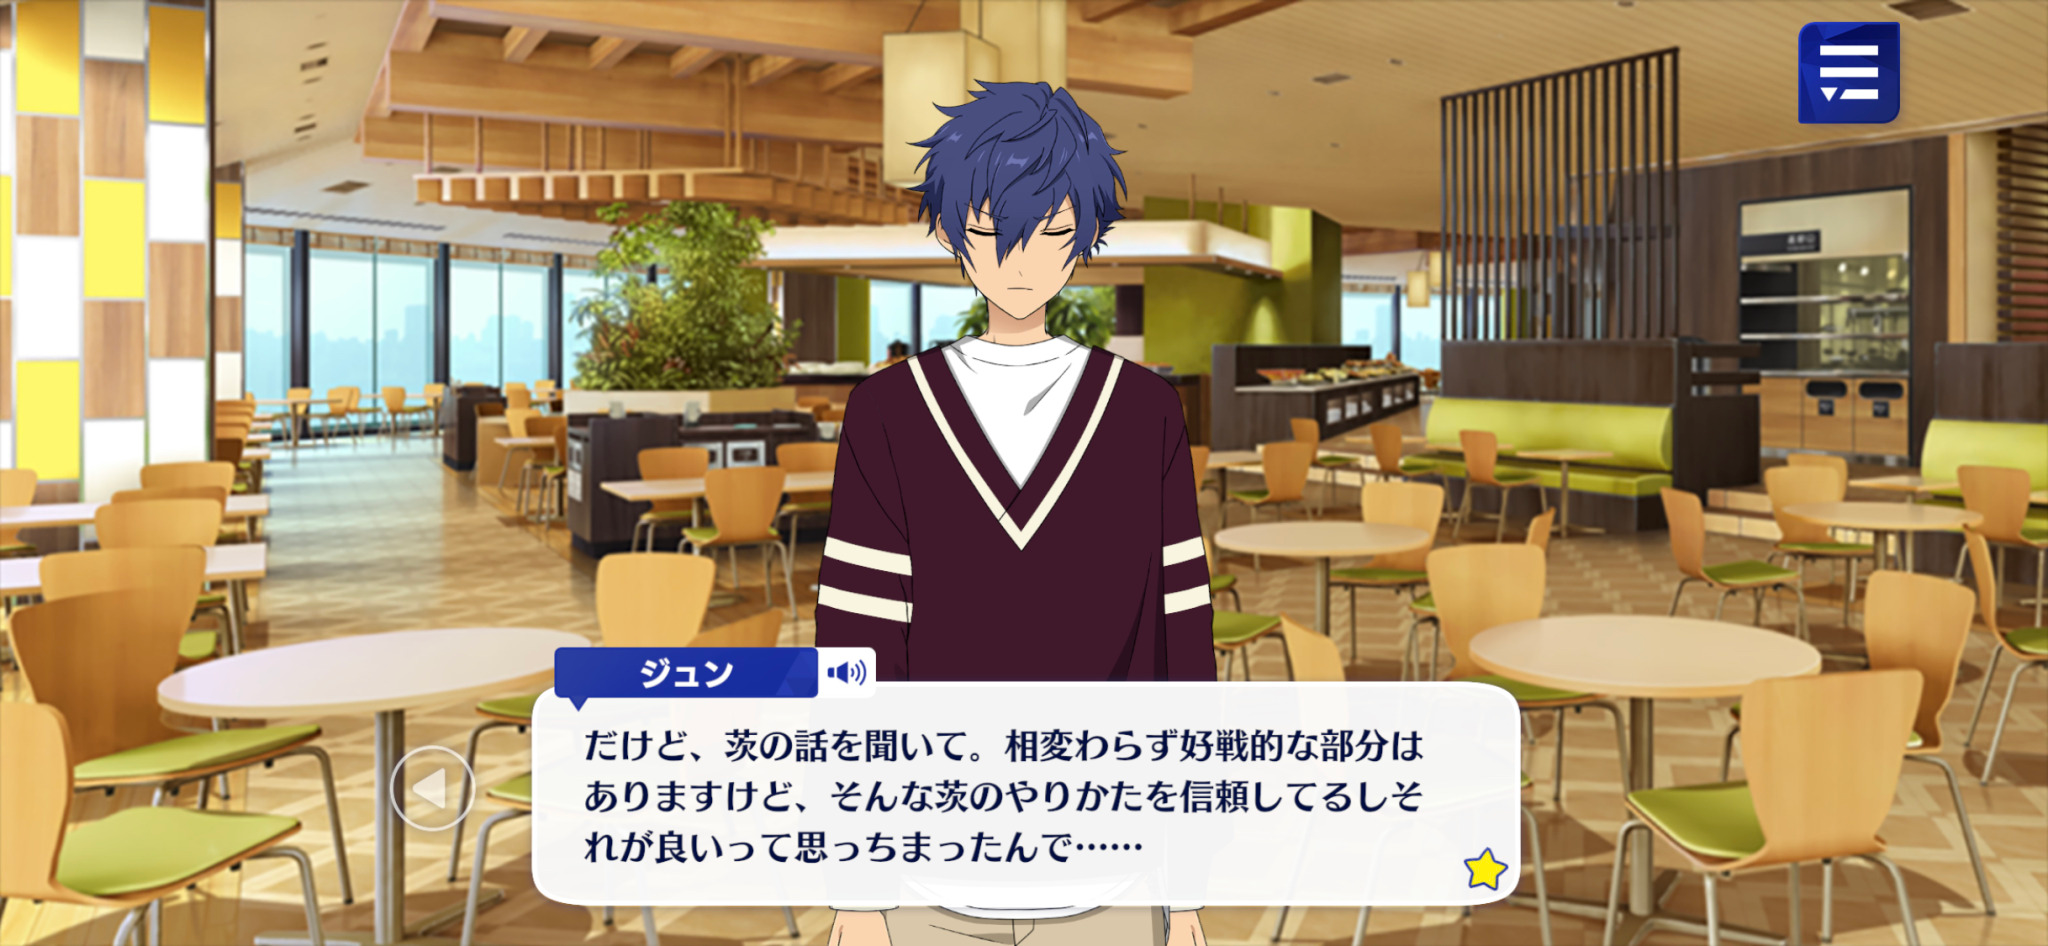 ジュン
だけど、茨の話を聞いて。相変わらず好戦的な部分は
ありますけど、そんな茨のやりかたを信頼してるしそ
れが良いって思っちまったんで……